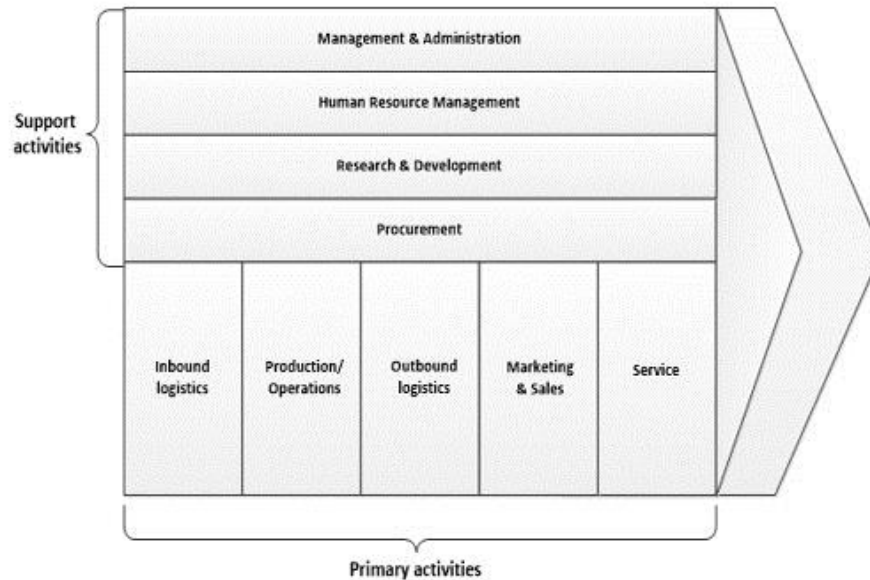 Management & Administration
Human Resource Management
Support
activities
Research & Development
Procurement
Inbound
logistics
Production/
Operations
Outbound
logistics
Marketing
& Sales
Service
Primary activities